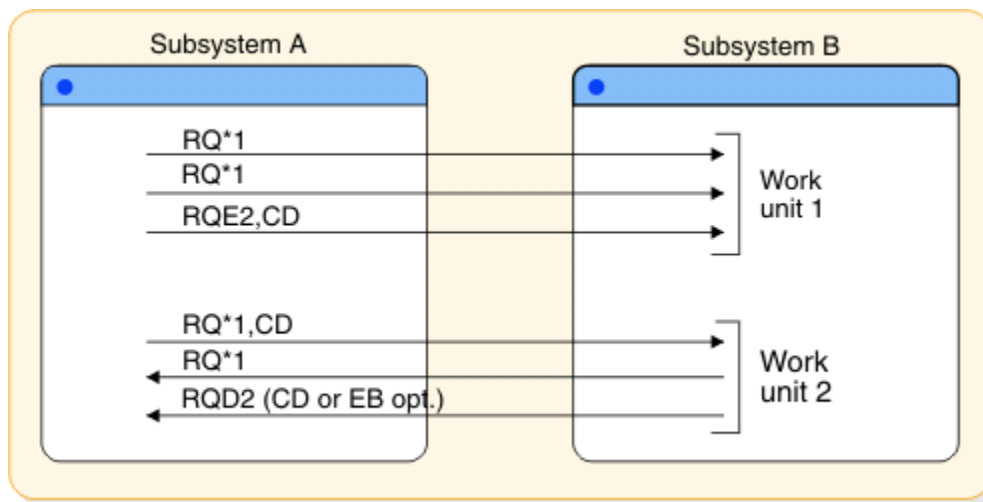 Subsystem A
Subsystem B
RQ*1
RQ*1
RQE2,CD
Work
unit 1
RQ*1,CD
RQ*1
RQD2 (CD or EB opt.)
Work
unit 2